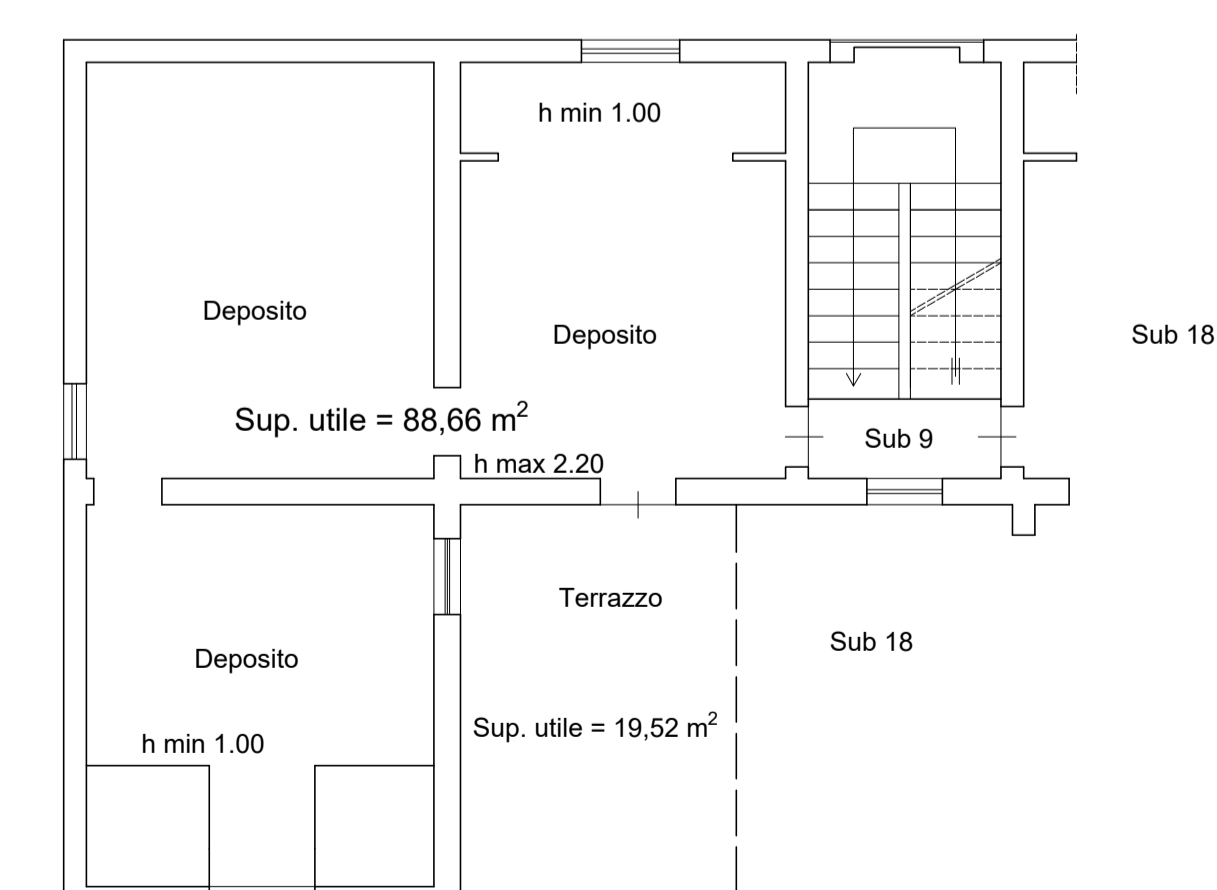 h min 1.00
Deposito
Deposito
Sub 18
Sup. utile = 88,66 m²
Sub 9
h max 2.20
Terrazzo
Sub 18
Deposito
Sup. utile = 19,52 m²
h min 1.00